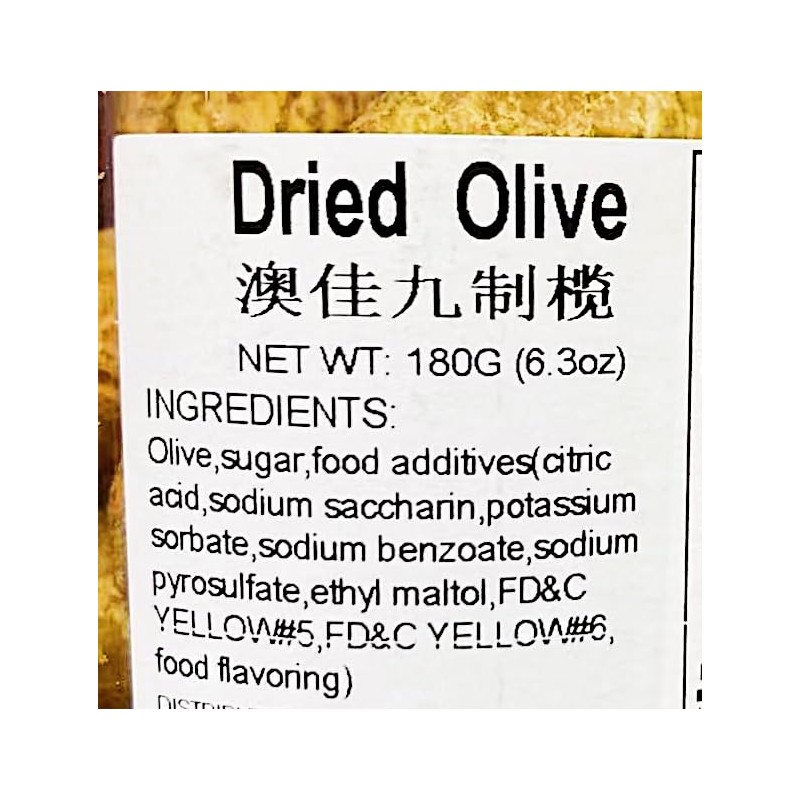 Dried Olive
澳佳九制榄
NET WT: 180G (6.3oz)
INGREDIENTS:
Olive,sugar,food additives(citric
acid,sodium saccharin,potassium
sorbate,sodium benzoate,sodium
pyrosulfate,ethyl maltol,FD&C
YELLOW#5,FD&C YELLOW#6,
food flavoring)